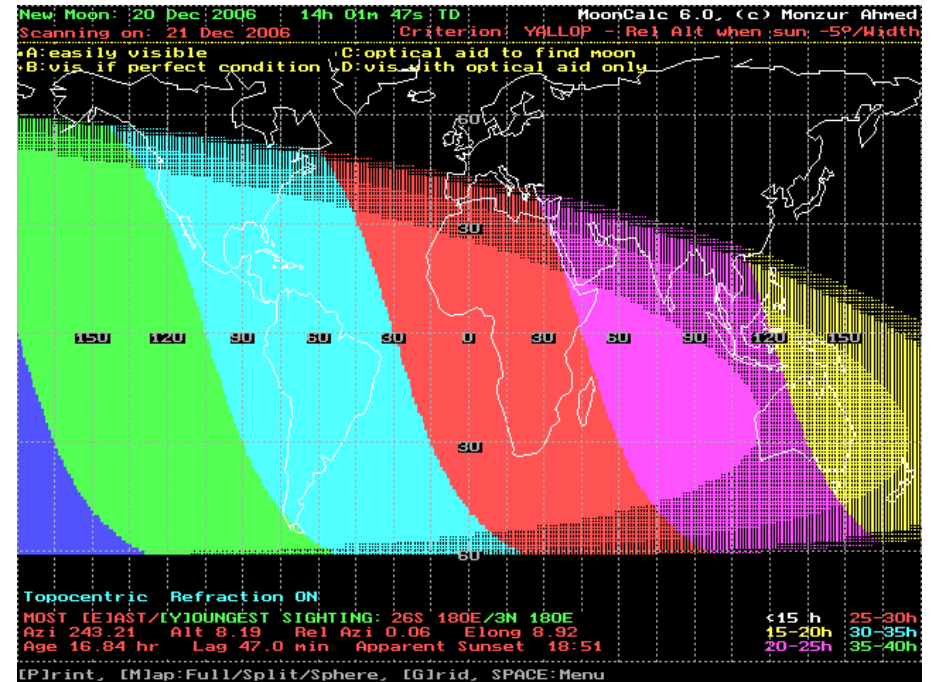 New Moon: 20 Dec 2006 14h 01m 47s TD MoonCalc 6.0, (c) Monzur Ahmed
Scanning on: 21 Dec 2006 Criterion: YALLOP - Rel Alt when sun -5º/Width
A:easily visible C:optical aid to find moon
B:vis if perfect condition D:vis with optical aid only
60
30
150 120 90 60 30 0 30 60 90 120 150
30
60
Topocentric Refraction ON
MOST [E]AST/[Y]OUNGEST SIGHTING: 26S 180E/3N 180E <15 h 25-30h
Azi 243.21 Alt 8.19 Rel Azi 0.06 Elong 8.92 15-20h 30-35h
Age 16.84 hr Lag 47.0 min Apparent Sunset 18:51 20-25h 35-40h
[P]rint, [M]ap:Full/Split/Sphere, [G]rid, SPACE:Menu